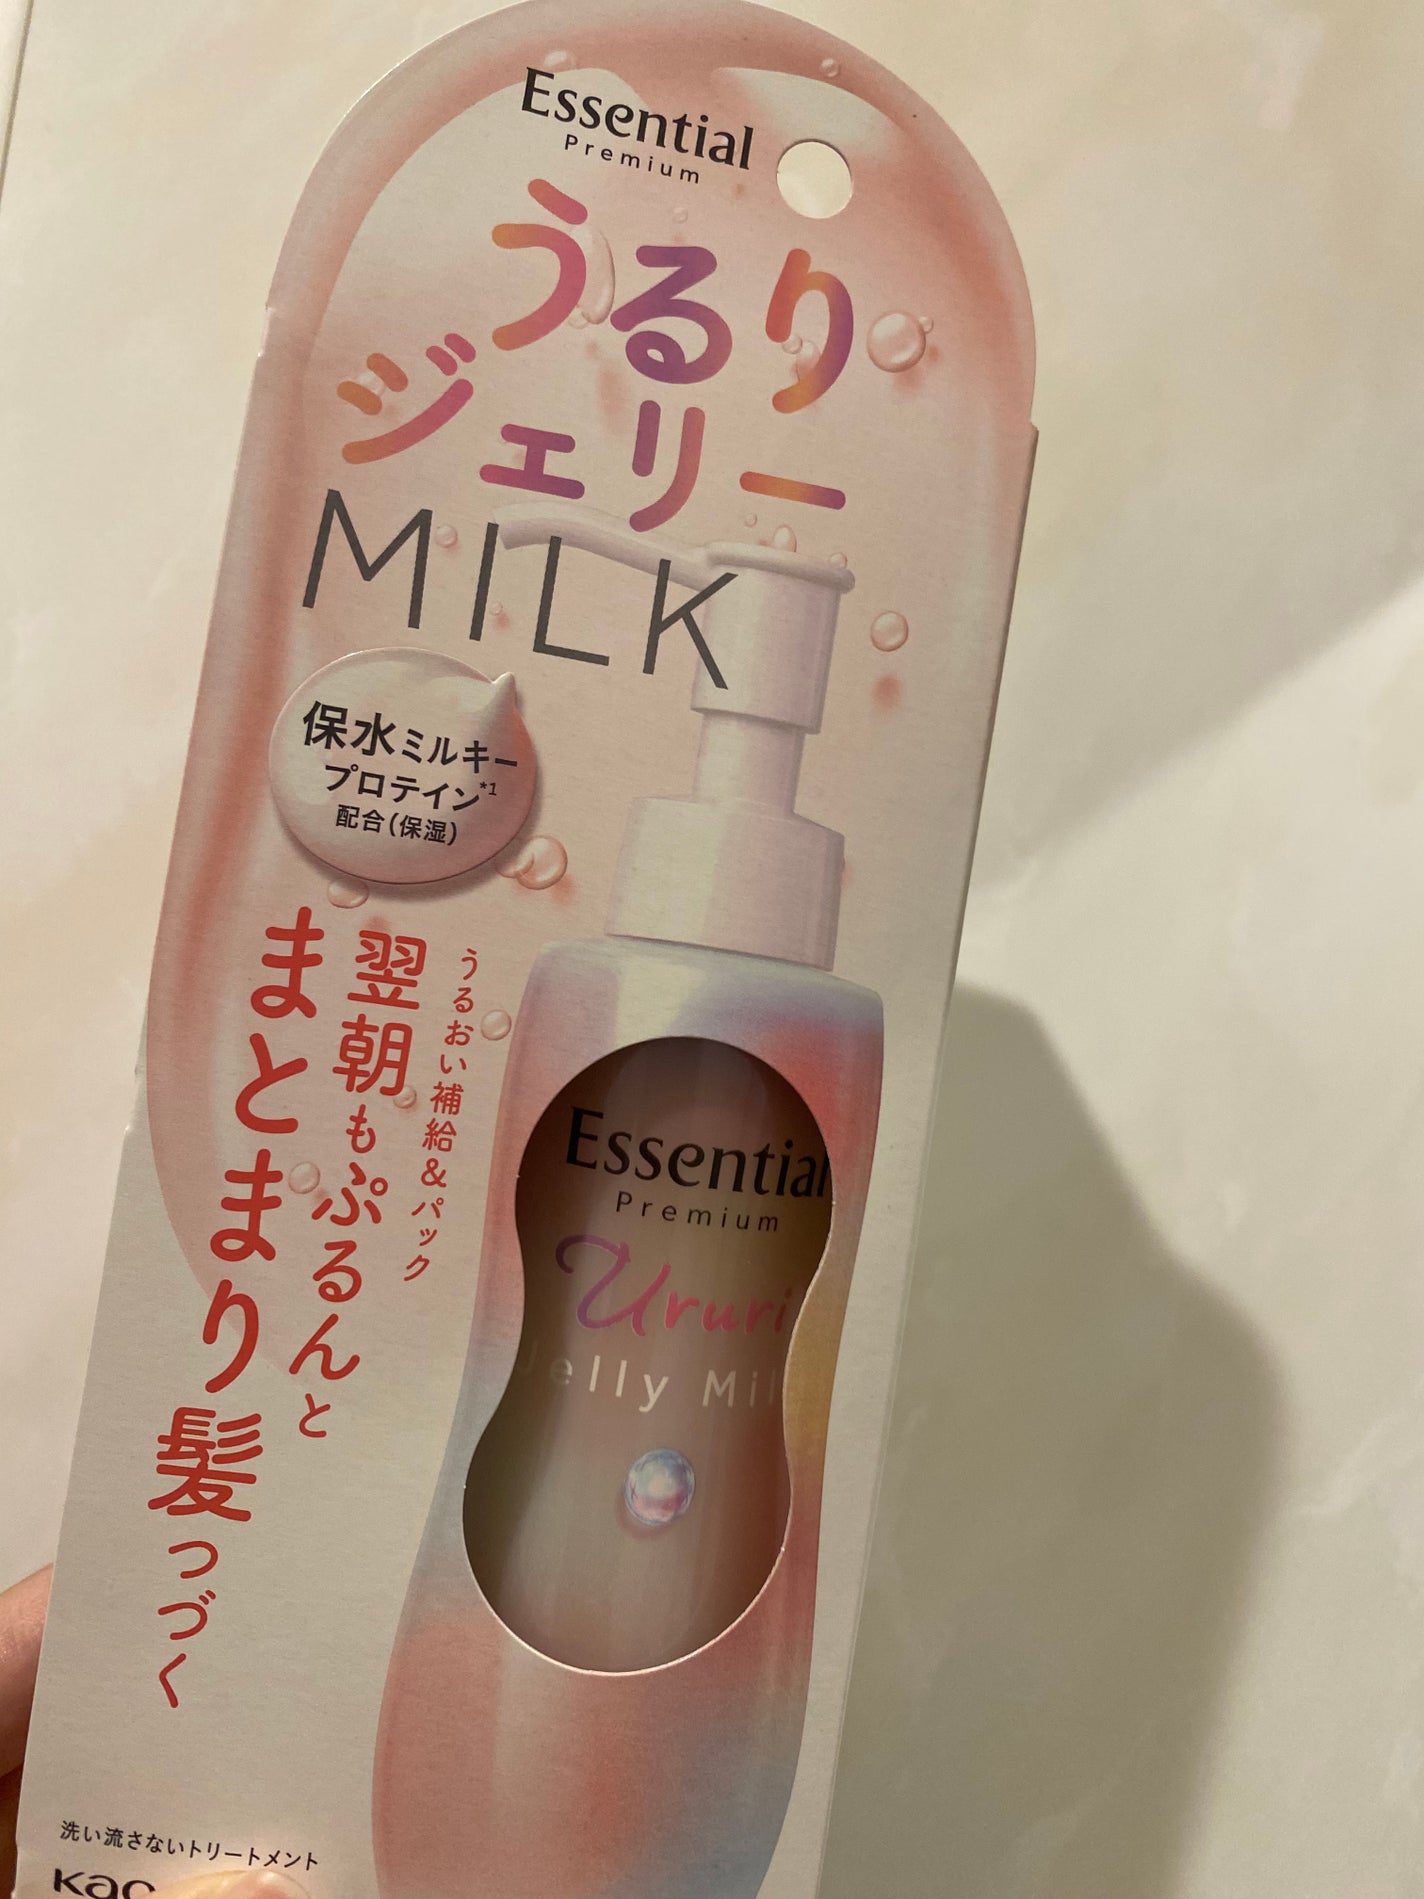 Essential
Premium
うるり
ジェリー
MILK
保水ミルキー
プロテイン*1
配合(保湿)
うるおい補給&パック
翌朝もぷるんと
まとまり髪つづく
Essential
Premium
Ururi
Jelly Mil
洗い流さないトリートメント
Kao